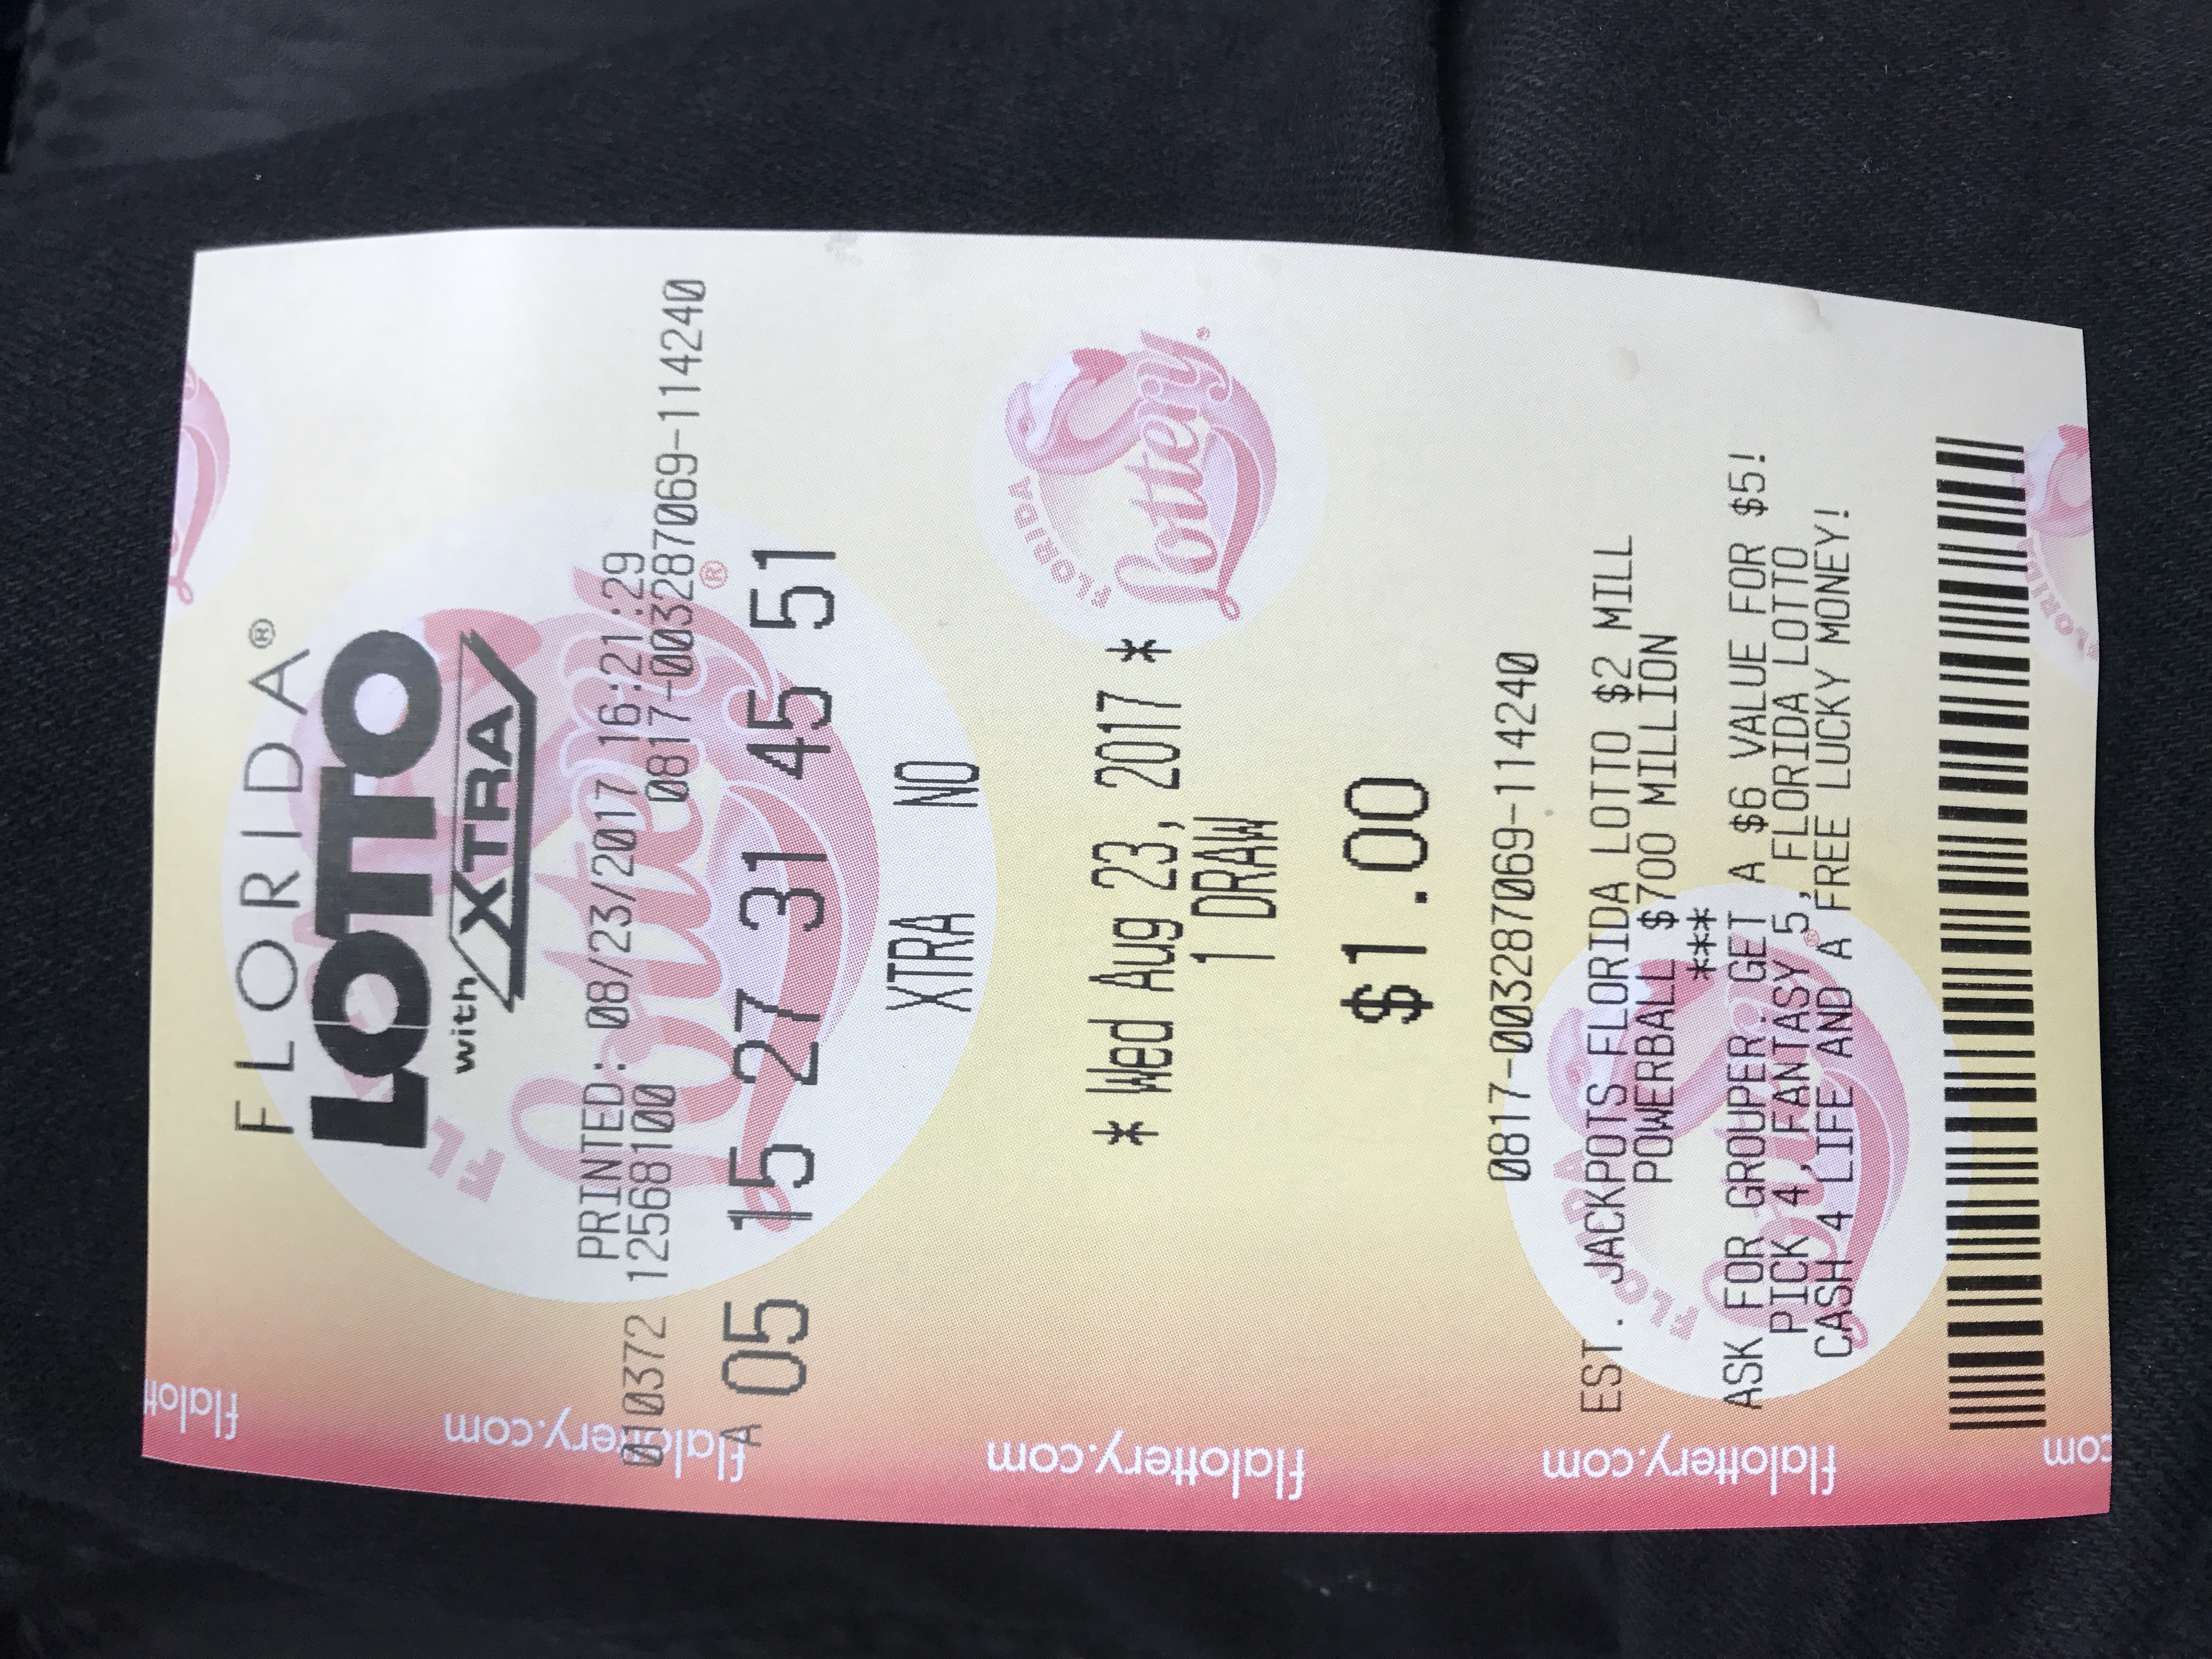 FLORIDA®
LOTTO
with XTRA
PRINTED: 08/23/2017 16:21:29
010372 12568100 0817-003287069-114240
A 05 15 27 31 45 51
XTRA NO
* Wed Aug 23, 2017 *
1 DRAW
$1.00
0817-003287069-114240
EST. JACKPOTS FLORIDA LOTTO $2 MILL
POWERBALL $700 MILLION
***
ASK FOR GROUPER. GET A $6 VALUE FOR $5!
PICK 4, FANTASY 5, FLORIDA LOTTO
CASH 4 LIFE AND A FREE LUCKY MONEY!
flalott
flalottery.com
flalottery.com
flalottery.com
com
FLORIDA
Lottery®
FLORIDA
Lottery
FLORIDA
Lottery®
LORIDA